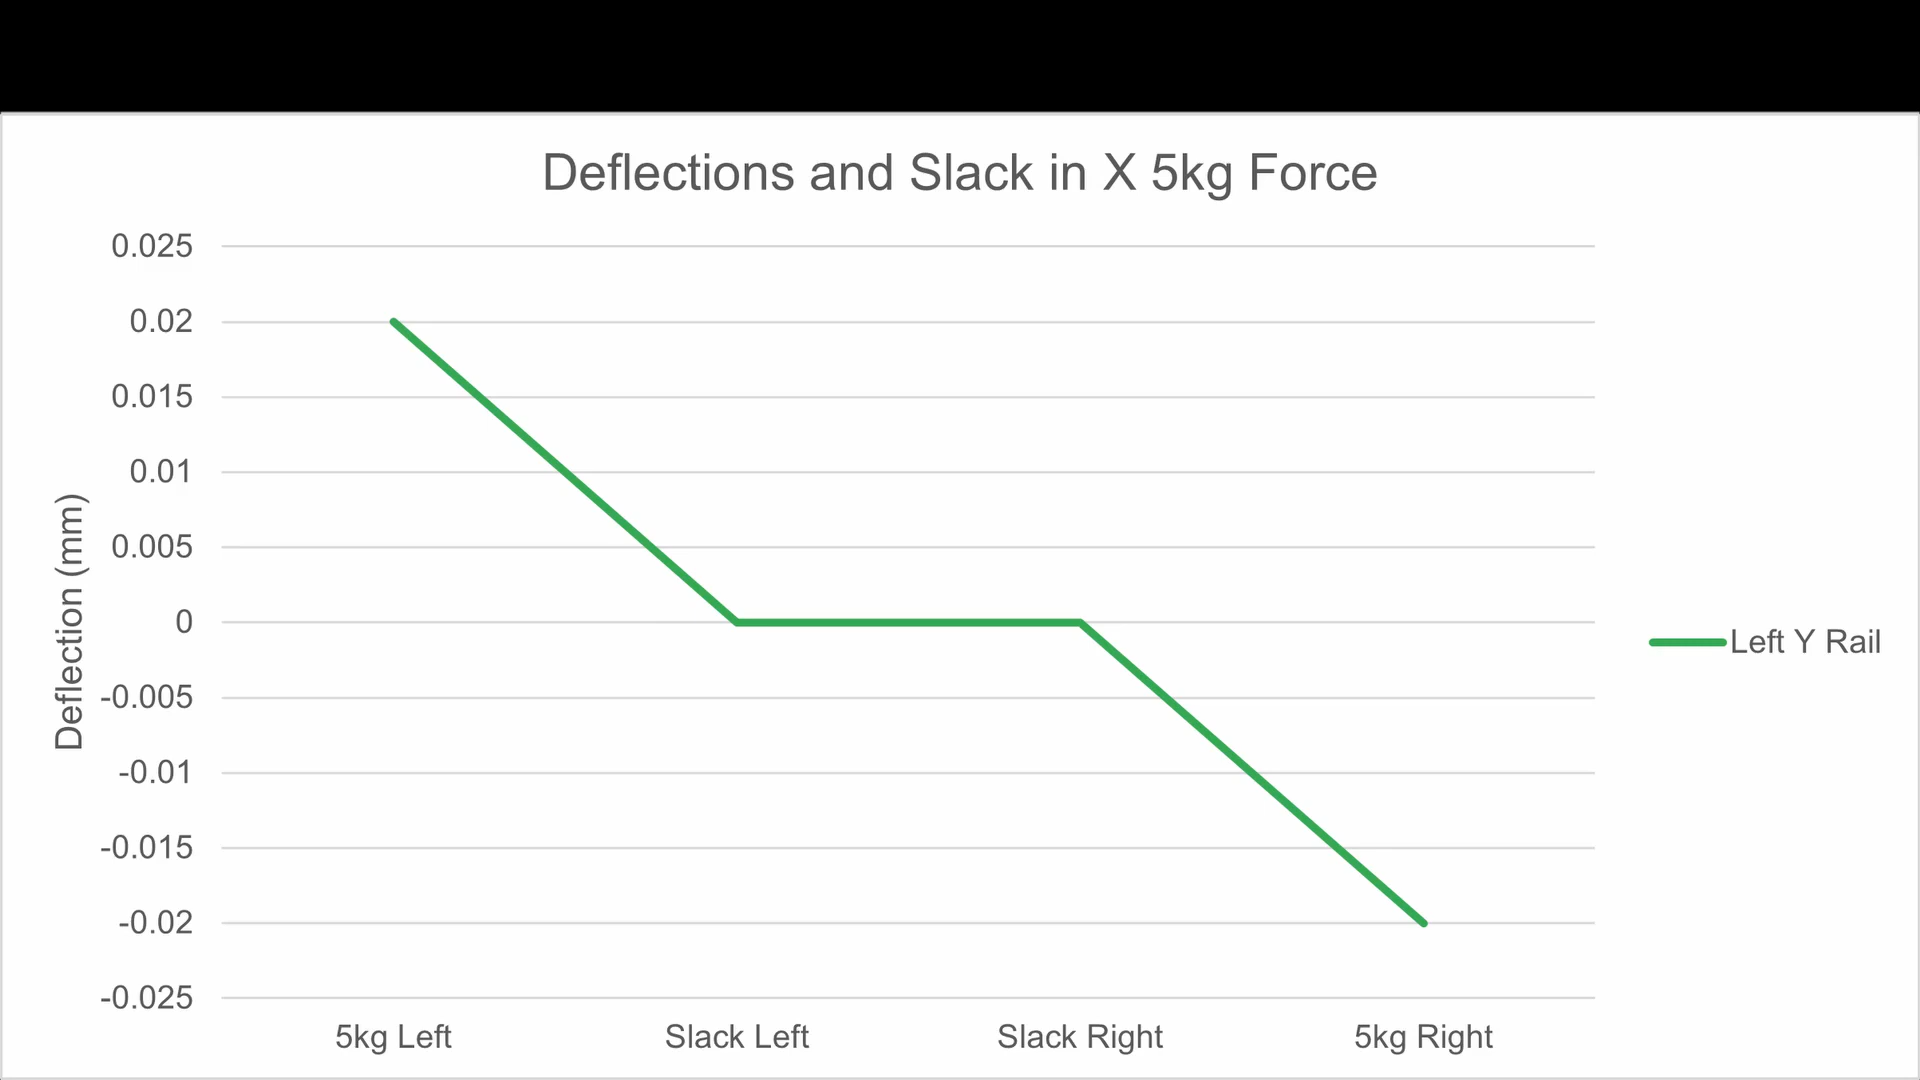 Deflections and Slack in X 5kg Force
0.025
0.02
0.015
0.01
0.005
0
-0.005
-0.01
-0.015
-0.02
-0.025
Deflection (mm)
5kg Left
Slack Left
Slack Right
5kg Right
Left Y Rail